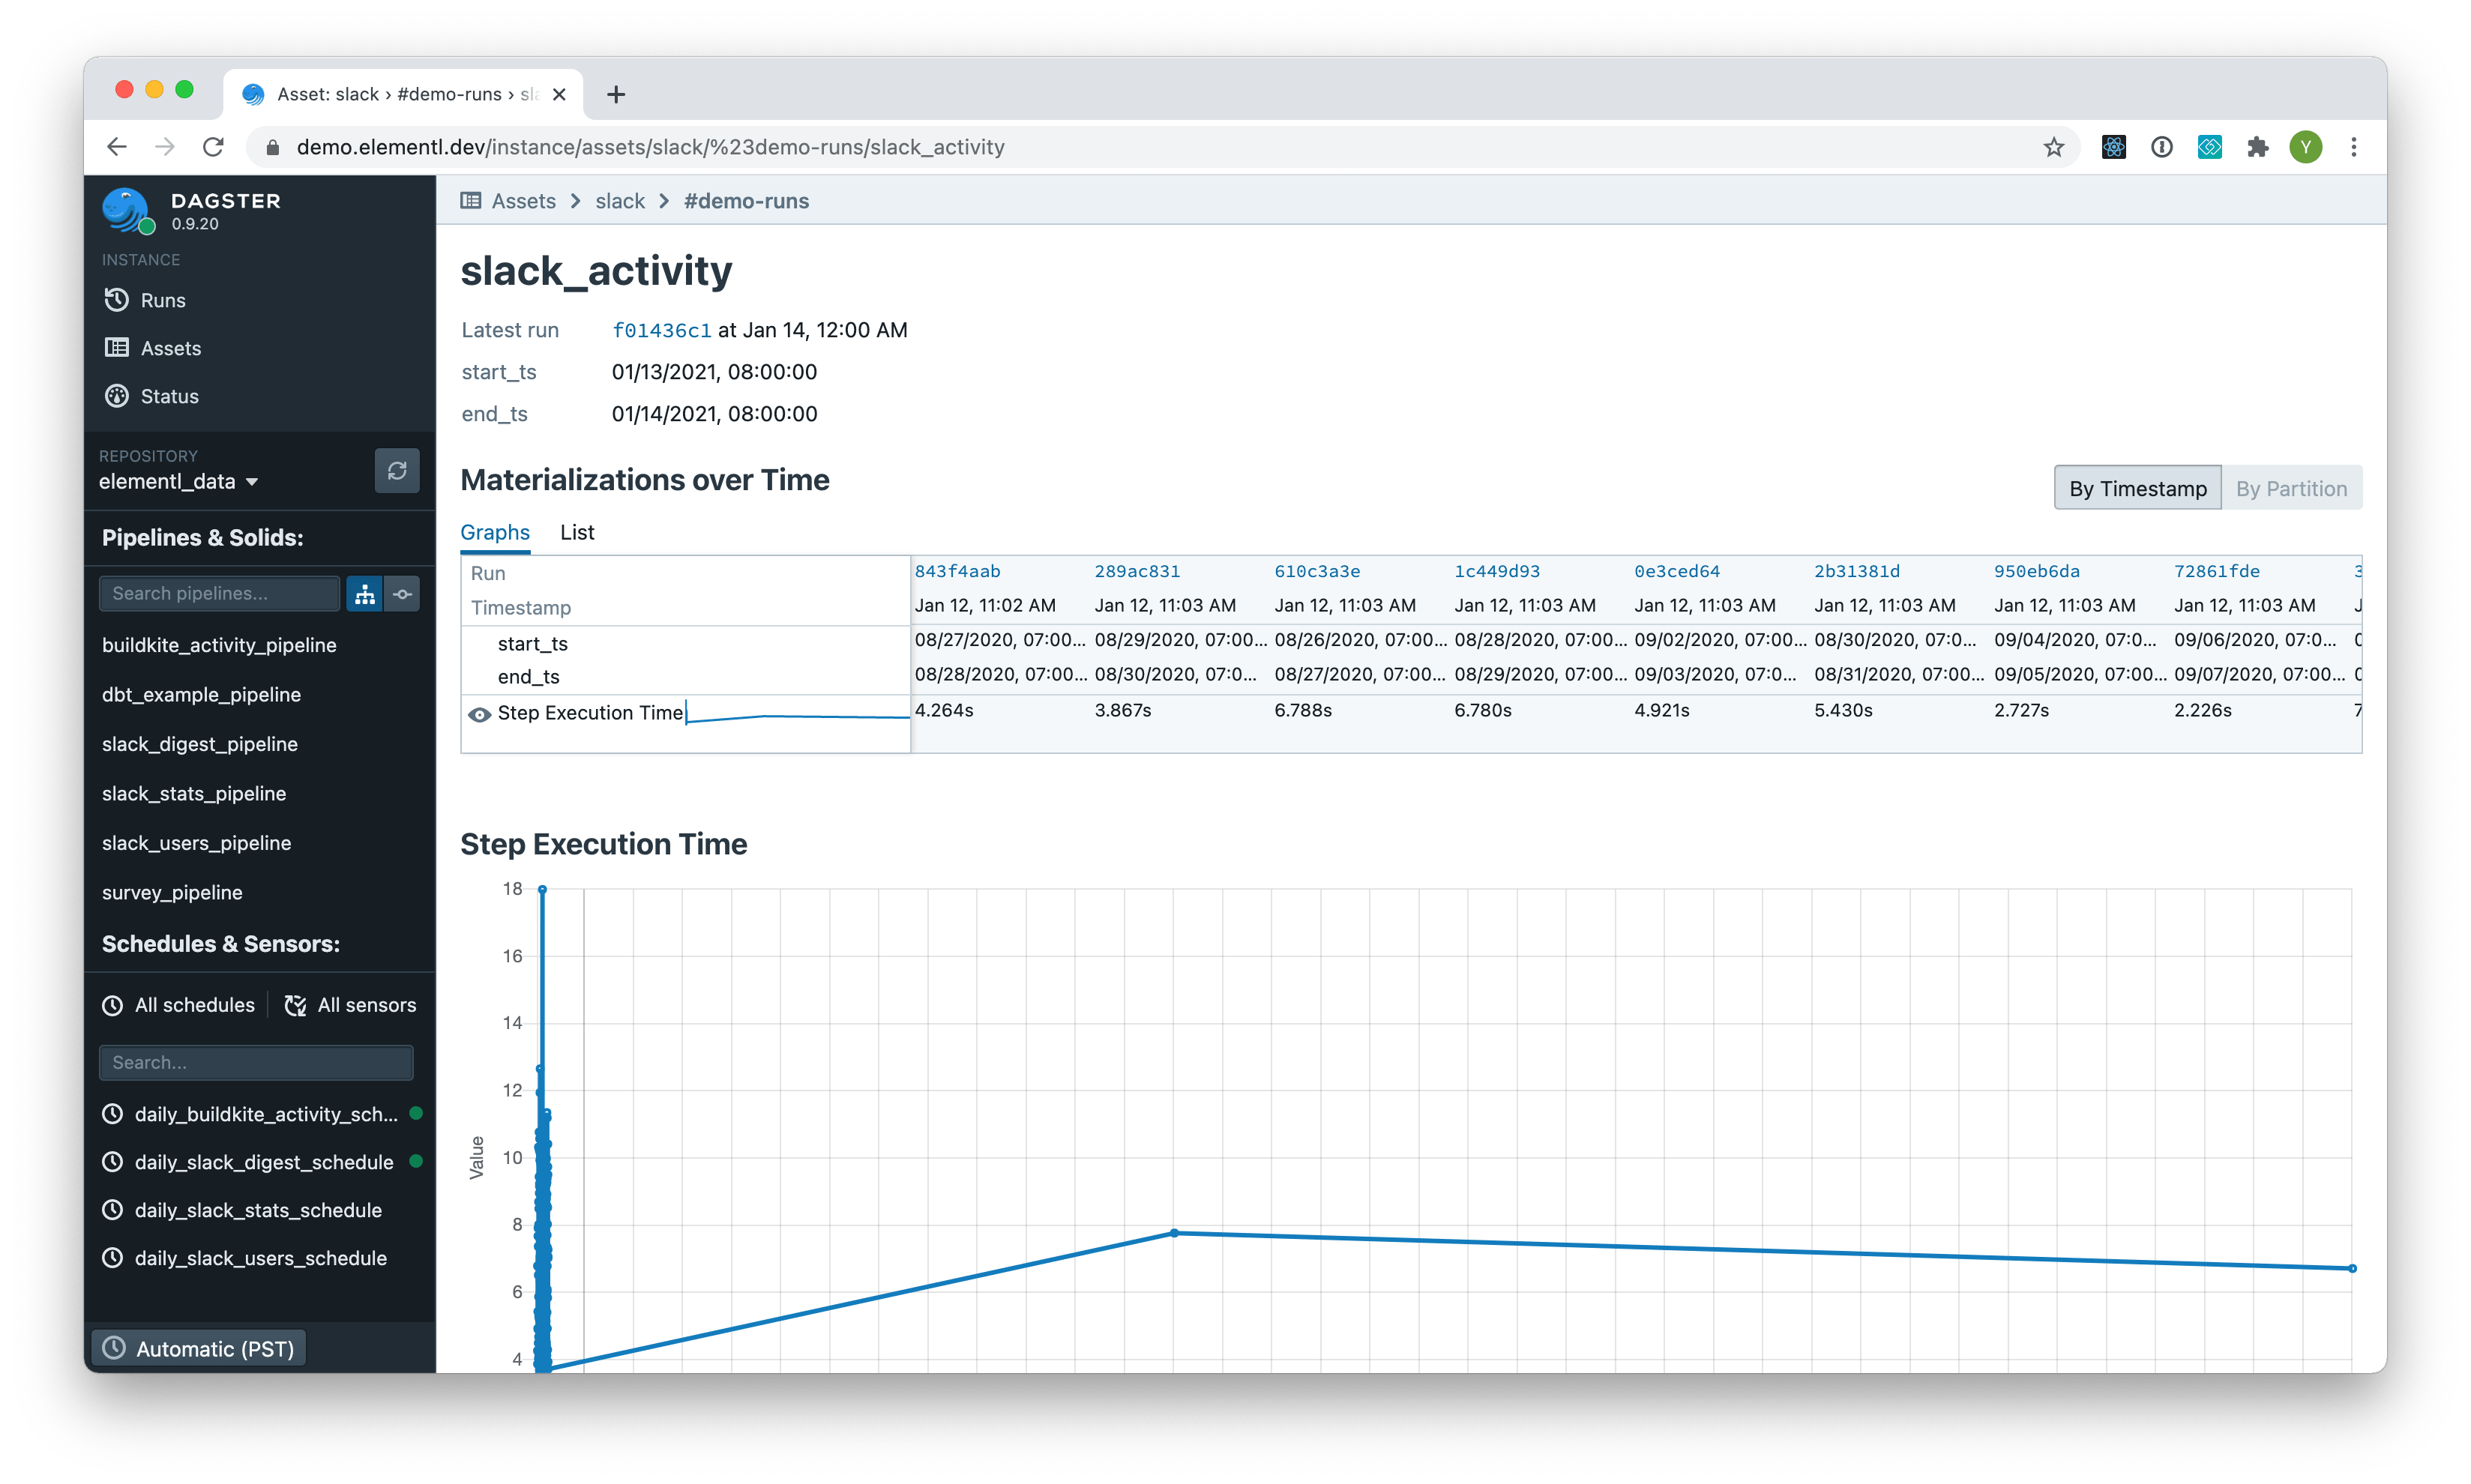 Asset: slack › #demo-runs › sla
demo.elementl.dev/instance/assets/slack/%23demo-runs/slack_activity
Y
DAGSTER
0.9.20
INSTANCE
Runs
Assets
Status
REPOSITORY
elementl_data
Pipelines & Solids:
Search pipelines...
buildkite_activity_pipeline
dbt_example_pipeline
slack_digest_pipeline
slack_stats_pipeline
slack_users_pipeline
survey_pipeline
Schedules & Sensors:
All schedules
All sensors
Search...
daily_buildkite_activity_sch...
daily_slack_digest_schedule
daily_slack_stats_schedule
daily_slack_users_schedule
Automatic (PST)
Assets > slack > #demo-runs
slack_activity
Latest run f01436c1 at Jan 14, 12:00 AM
start_ts 01/13/2021, 08:00:00
end_ts 01/14/2021, 08:00:00
Materializations over Time
By Timestamp By Partition
Graphs List
Run 843f4aab 289ac831 610c3a3e 1c449d93 0e3ced64 2b31381d 950eb6da 72861fde 3
Timestamp Jan 12, 11:02 AM Jan 12, 11:03 AM Jan 12, 11:03 AM Jan 12, 11:03 AM Jan 12, 11:03 AM Jan 12, 11:03 AM Jan 12, 11:03 AM Jan 12, 11:03 AM J
start_ts 08/27/2020, 07:00... 08/29/2020, 07:00... 08/26/2020, 07:00... 08/28/2020, 07:00... 09/02/2020, 07:00... 08/30/2020, 07:0... 09/04/2020, 07:0... 09/06/2020, 07:0... 0
end_ts 08/28/2020, 07:00... 08/30/2020, 07:0... 08/27/2020, 07:00... 08/29/2020, 07:00... 09/03/2020, 07:0... 08/31/2020, 07:00... 09/05/2020, 07:00... 09/07/2020, 07:00... 0
Step Execution Time 4.264s 3.867s 6.788s 6.780s 4.921s 5.430s 2.727s 2.226s 7
Step Execution Time
18
16
14
12
10
8
6
4
Value